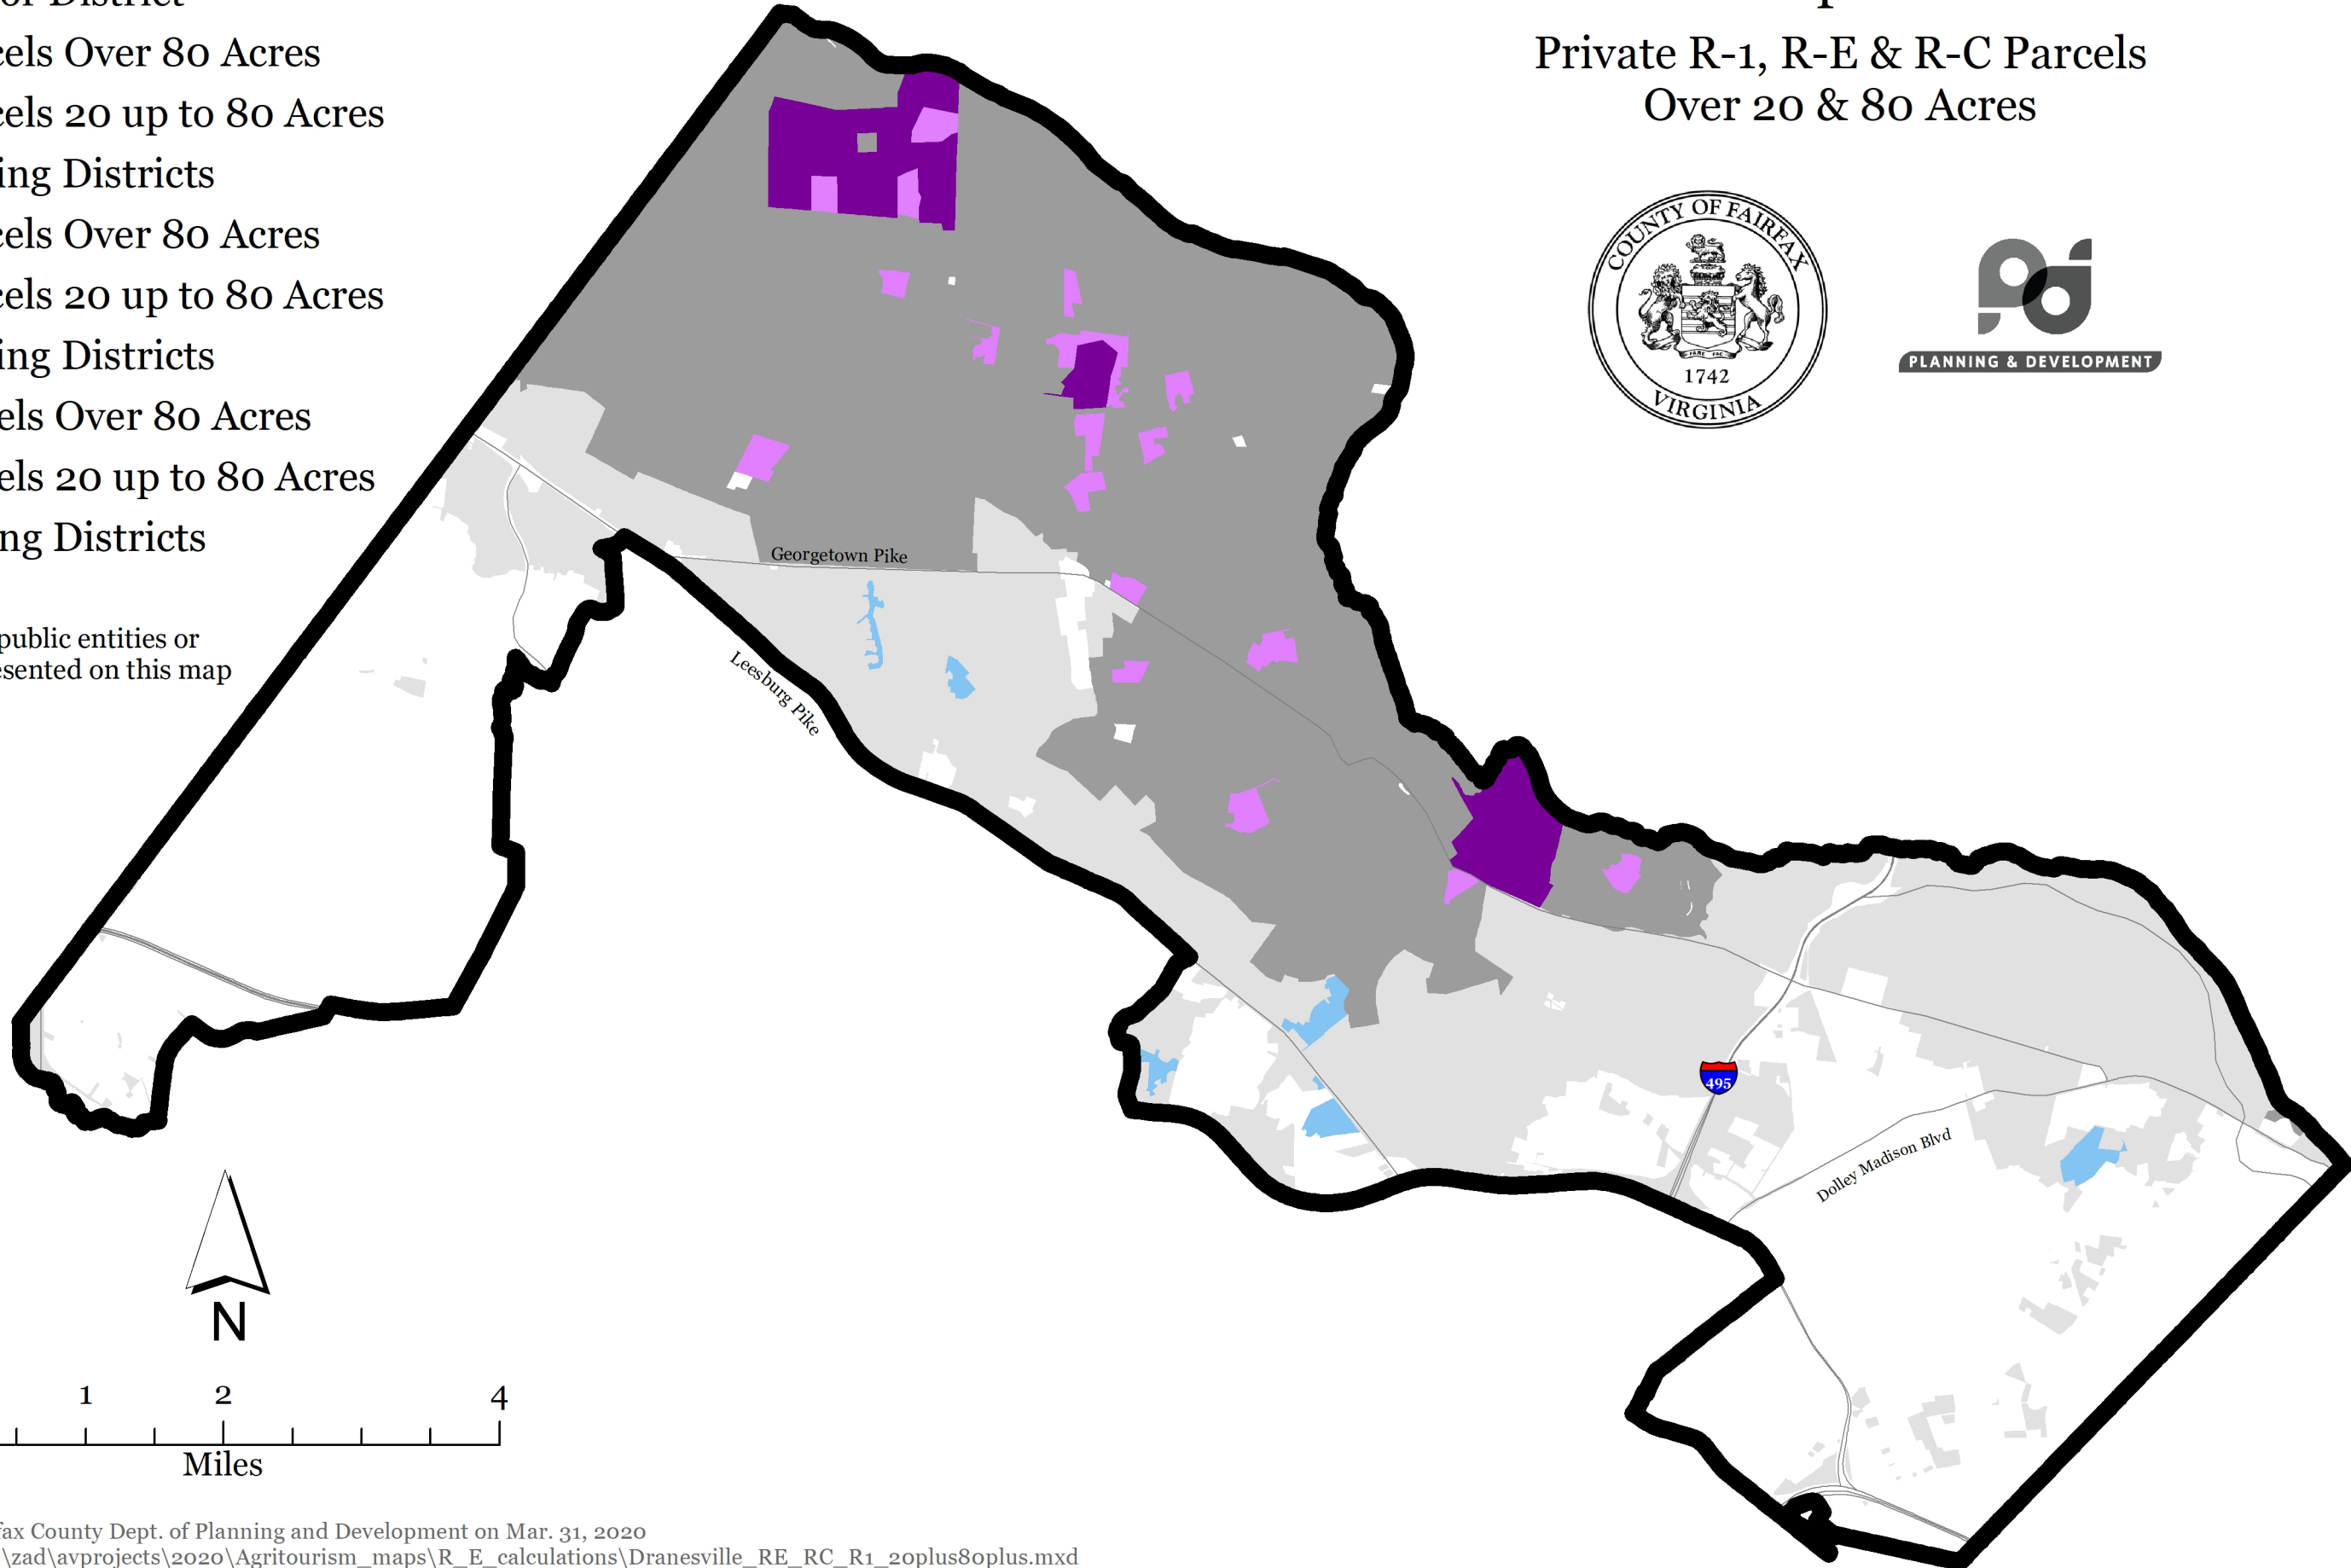 Private R-1, R-E & R-C Parcels
Over 20 & 80 Acres
COUNTY OF FAIRFAX
FARE FAC
1742
VIRGINIA
PLANNING & DEVELOPMENT
or District
cels Over 80 Acres
cels 20 up to 80 Acres
ing Districts
cels Over 80 Acres
cels 20 up to 80 Acres
ing Districts
els Over 80 Acres
els 20 up to 80 Acres
ng Districts
public entities or
esented on this map
Georgetown Pike
Leesburg Pike
495
Dolley Madison Blvd
N
1 2 4
Miles
fax County Dept. of Planning and Development on Mar. 31, 2020
\zad\avprojects\2020\Agritourism_maps\R_E_calculations\Dranesville_RE_RC_R1_20plus80plus.mxd